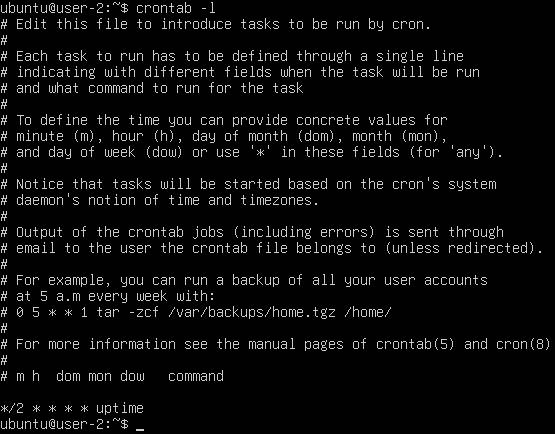 ubuntu@user-2:~$ crontab -l
# Edit this file to introduce tasks to be run by cron.
#
# Each task to run has to be defined through a single line
# indicating with different fields when the task will be run
# and what command to run for the task
#
# To define the time you can provide concrete values for
# minute (m), hour (h), day of month (dom), month (mon),
# and day of week (dow) or use '*' in these fields (for 'any').
#
# Notice that tasks will be started based on the cron's system
# daemon's notion of time and timezones.
#
# Output of the crontab jobs (including errors) is sent through
# email to the user the crontab file belongs to (unless redirected).
#
# For example, you can run a backup of all your user accounts
# at 5 a.m every week with:
# 0 5 * * 1 tar -zcf /var/backups/home.tgz /home/
#
# For more information see the manual pages of crontab(5) and cron(8)
#
# m h  dom mon dow   command

*/2 * * * * uptime
ubuntu@user-2:~$ _